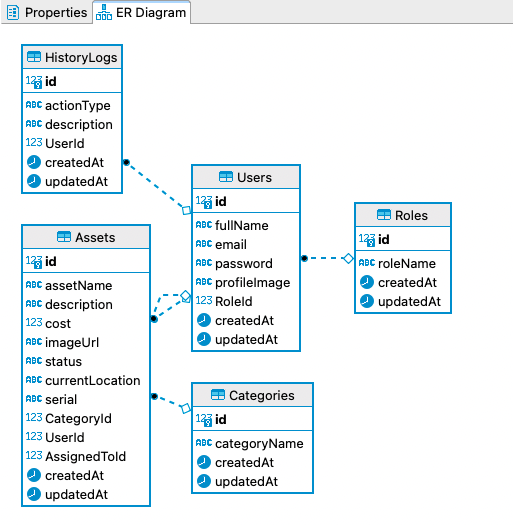 Properties
ER Diagram
HistoryLogs
123 id
ABC actionType
ABC description
123 UserId
createdAt
updatedAt
Users
123 id
ABC fullName
ABC email
ABC password
ABC profileImage
123 RoleId
createdAt
updatedAt
Roles
123 id
ABC roleName
createdAt
updatedAt
Assets
123 id
ABC assetName
ABC description
123 cost
ABC imageUrl
ABC status
ABC currentLocation
ABC serial
123 CategoryId
123 UserId
123 AssignedToId
createdAt
updatedAt
Categories
123 id
ABC categoryName
createdAt
updatedAt